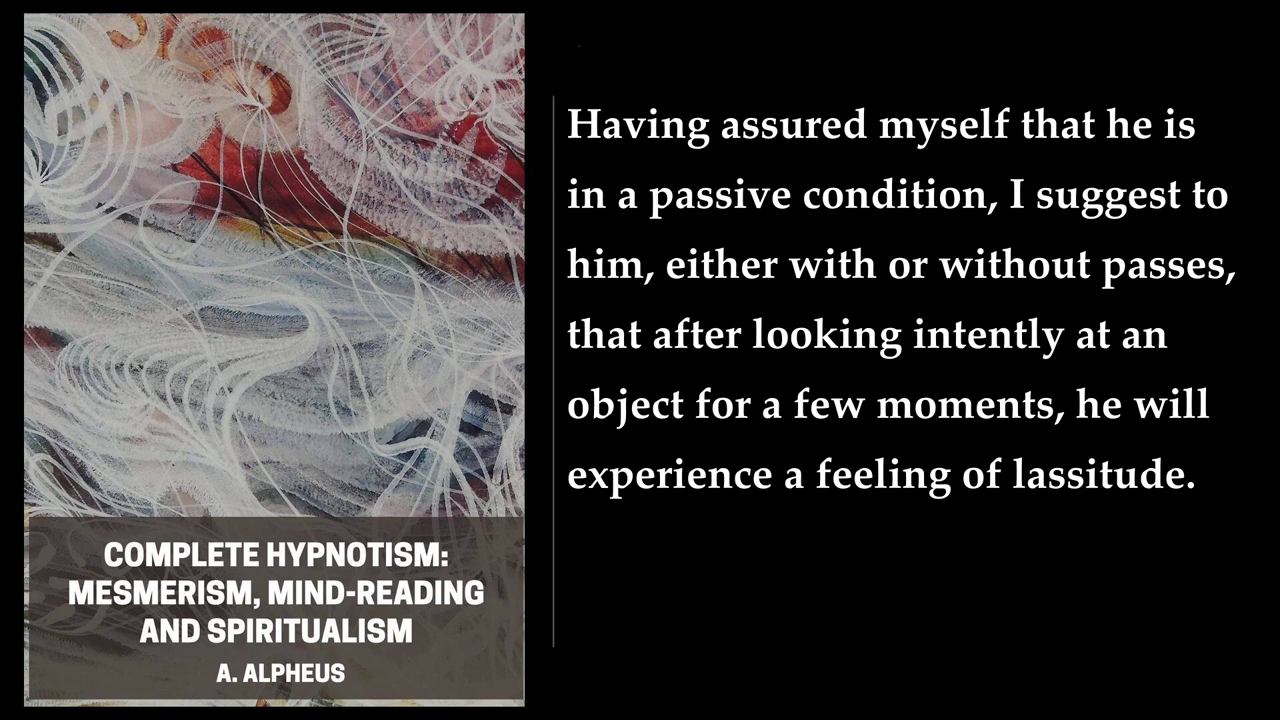 COMPLETE HYPNOTISM:
MESMERISM, MIND-READING
AND SPIRITUALISM
A. ALPHEUS
Having assured myself that he is
in a passive condition, I suggest to
him, either with or without passes,
that after looking intently at an
object for a few moments, he will
experience a feeling of lassitude.